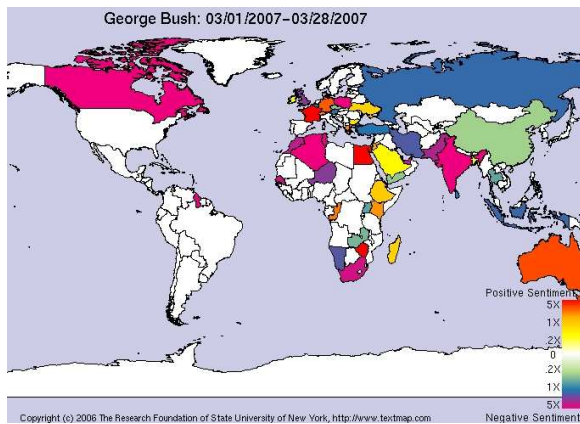 George Bush: 03/01/2007-03/28/2007
Positive Sentiment
5X
1X
.2X
0
.2X
1X
5X
Negative Sentiment
Copyright (c) 2006 The Research Foundation of State University of New York, http://www.textmap.com